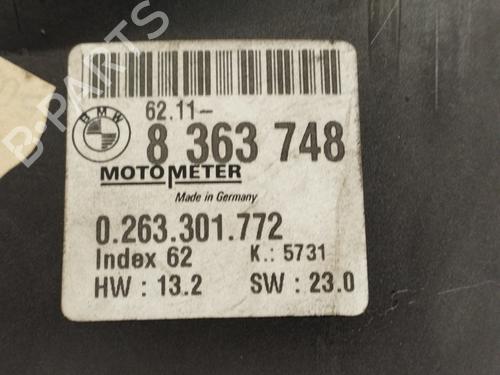 B-PARTS
BMW
62.11-
8 363 748
MOTOMETER
Made in Germany
0.263.301.772
Index 62 K.: 5731
HW : 13.2 SW : 23.0